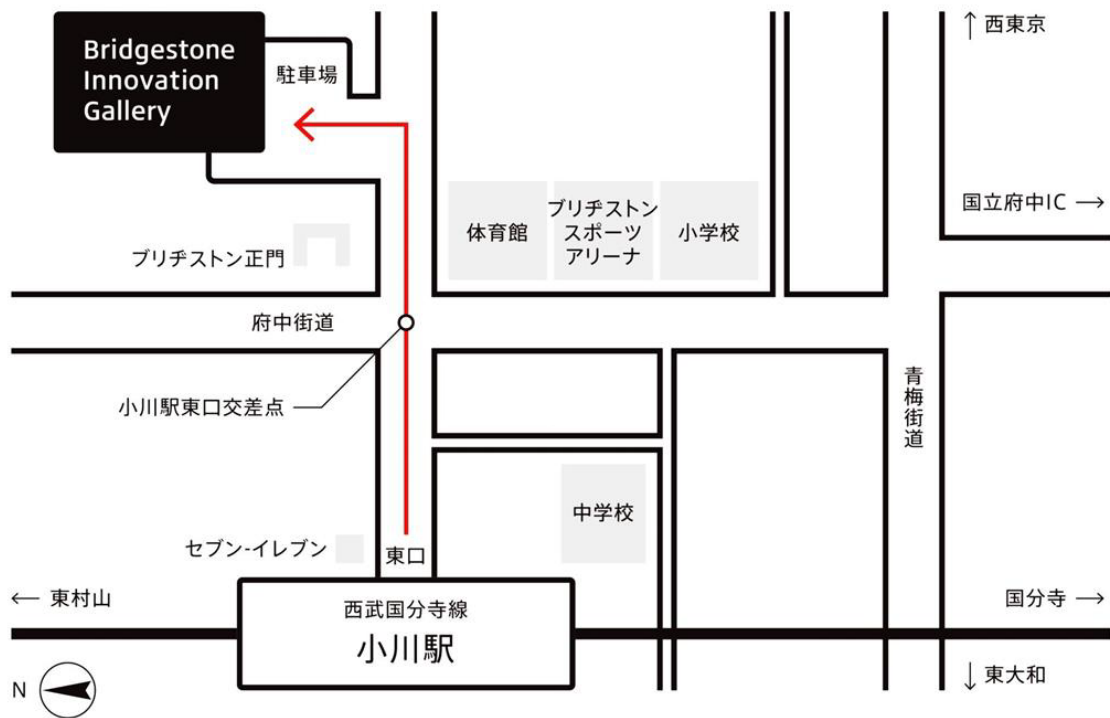 Bridgestone
Innovation
Gallery
駐車場
↑ 西東京
国立府中IC →
体育館
ブリヂストン
スポーツ
アリーナ
小学校
ブリヂストン正門
府中街道
小川駅東口交差点
青梅街道
中学校
セブン-イレブン
東口
← 東村山
西武国分寺線
小川駅
国分寺 →
N
↓ 東大和